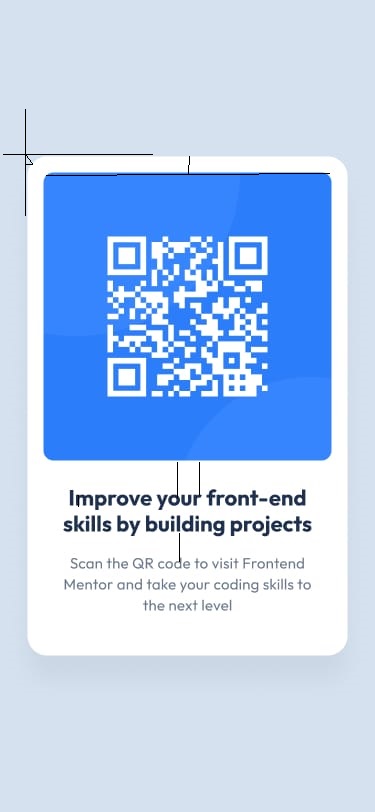 Improve your front-end
skills by building projects
Scan the QR code to visit Frontend
Mentor and take your coding skills to
the next level